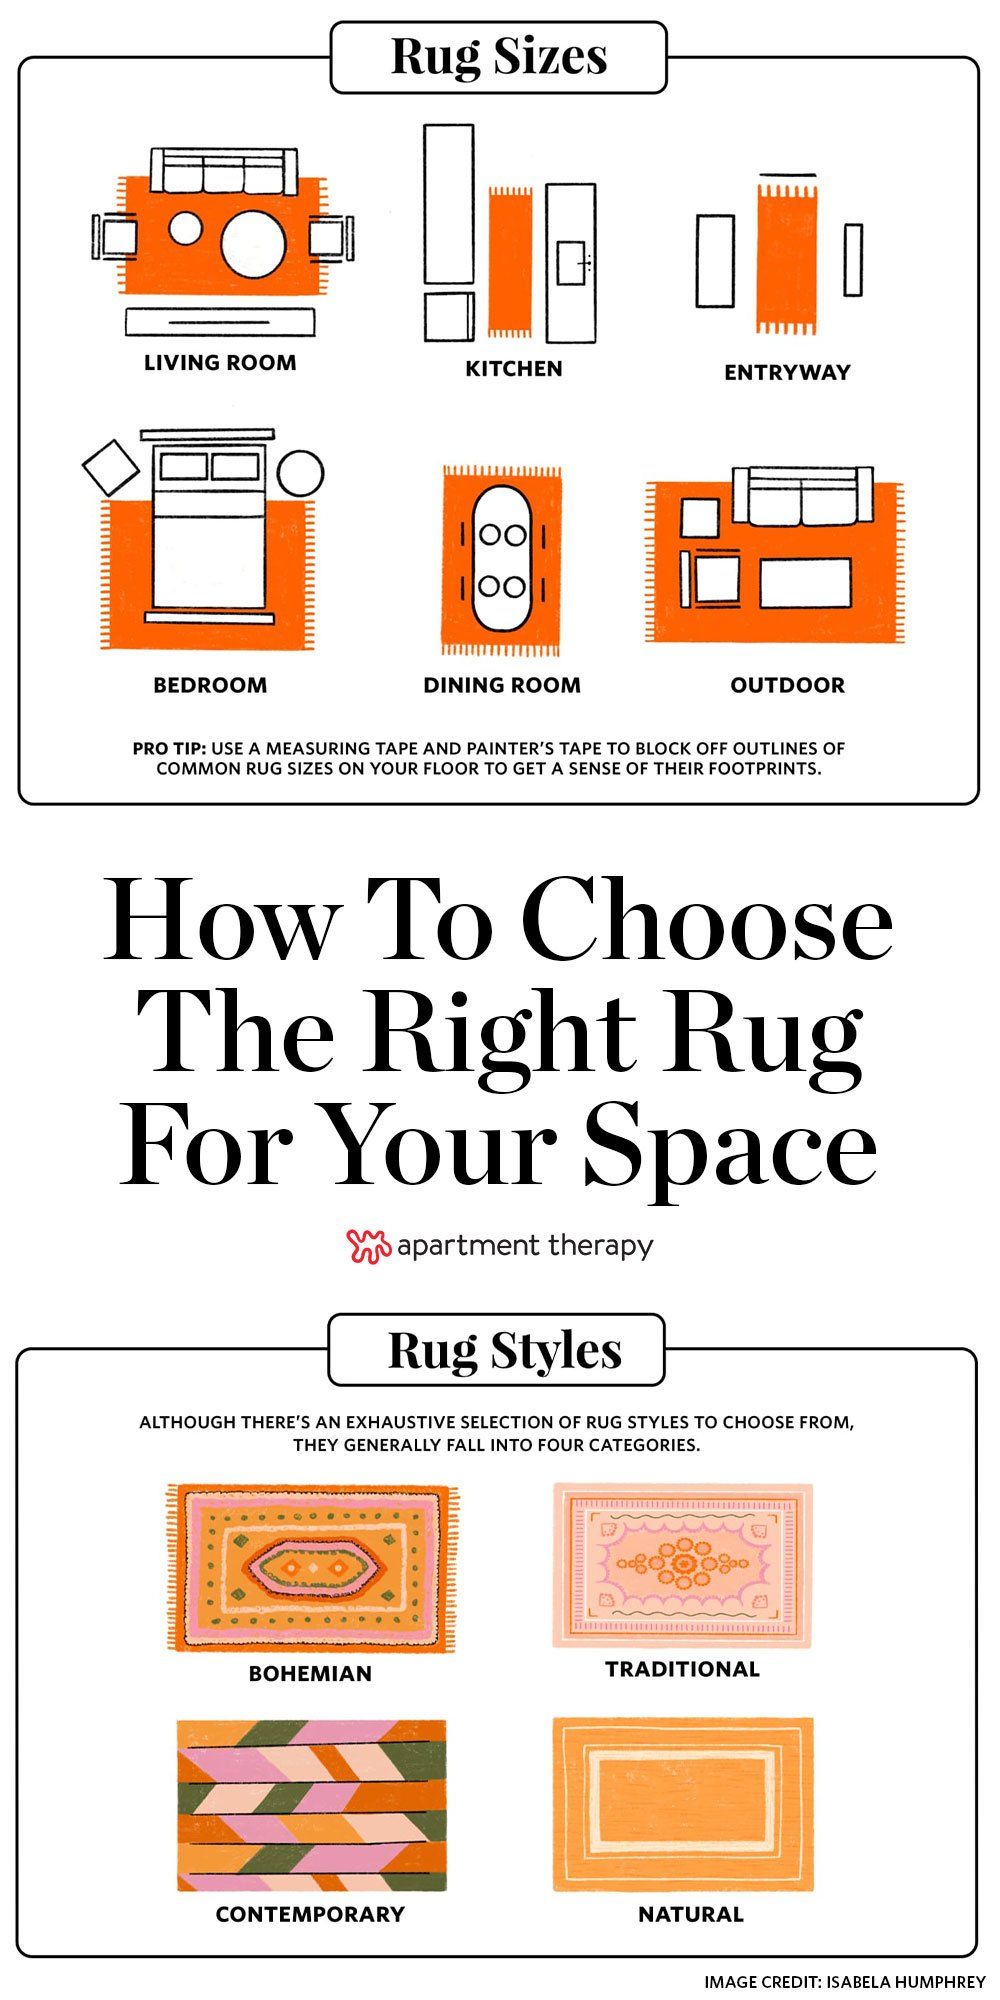 Rug Sizes
LIVING ROOM
KITCHEN
ENTRYWAY
BEDROOM
DINING ROOM
OUTDOOR
PRO TIP: USE A MEASURING TAPE AND PAINTER'S TAPE TO BLOCK OFF OUTLINES OF
COMMON RUG SIZES ON YOUR FLOOR TO GET A SENSE OF THEIR FOOTPRINTS.
How To Choose
The Right Rug
For Your Space
apartment therapy
Rug Styles
ALTHOUGH THERE'S AN EXHAUSTIVE SELECTION OF RUG STYLES TO CHOOSE FROM,
THEY GENERALLY FALL INTO FOUR CATEGORIES.
BOHEMIAN
TRADITIONAL
CONTEMPORARY
NATURAL
IMAGE CREDIT: ISABELA HUMPHREY